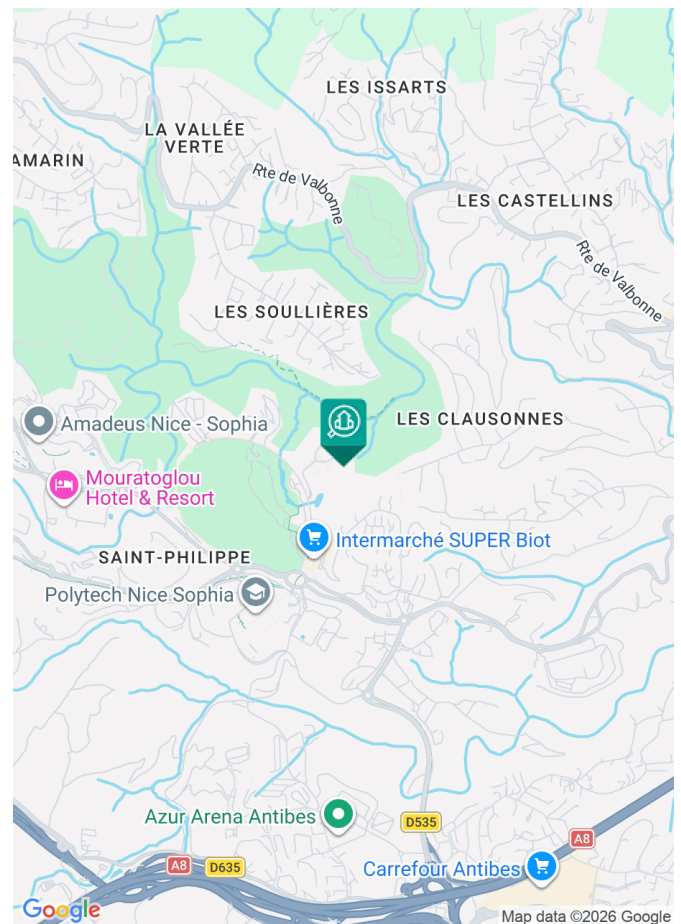 LES ISSARTS
LA VALLÉE
VERTE
AMARIN
Rte de Valbonne
LES CASTELLINS
Rte de Valbonne
LES SOULLIÈRES
LES CLAUSONNES
Amadeus Nice - Sophia
Mouratoglou
Hotel & Resort
Intermarché SUPER Biot
SAINT-PHILIPPE
Polytech Nice Sophia
Azur Arena Antibes
D535
A8
A8
D635
Carrefour Antibes
Google
Map data ©2026 Google